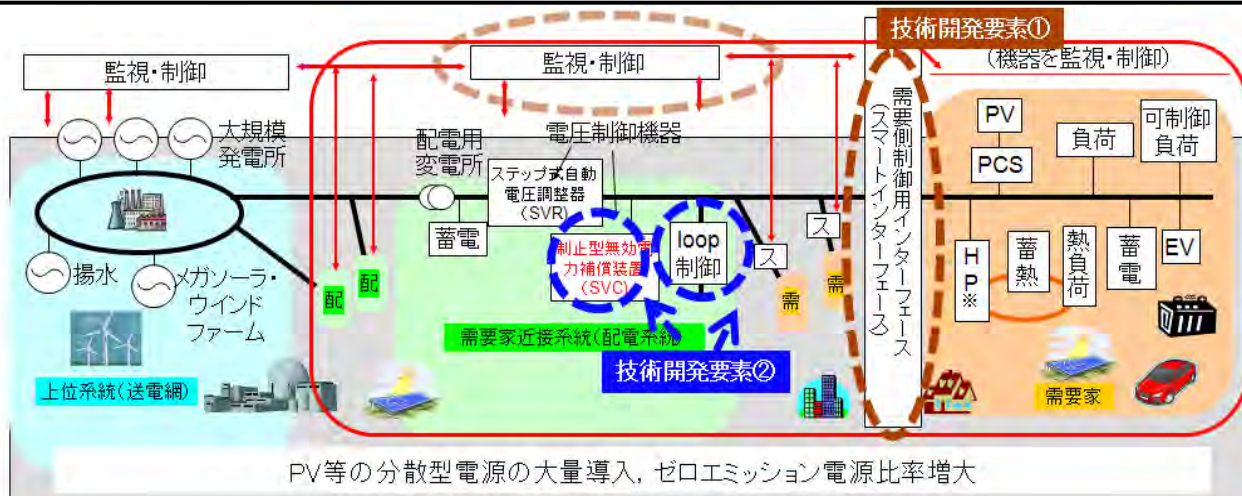 技術開発要素①
監視・制御
監視・制御
(機器を監視・制御)
大規模
発電所
配電用
変電所
電圧制御機器
ステップ式自動
電圧調整器
(SVR)
蓄電
制止型無効電
力補償装置
(SVC)
loop
制御
ス
ス
需要側制御用インターフェース
(スマートインターフェース)
PV
PCS
負荷
可制御
負荷
HP※
蓄熱
熱負荷
蓄電
EV
揚水
メガソーラ・
ウインド
ファーム
配
配
需
需
需要家近接系統(配電系統)
技術開発要素②
上位系統(送電網)
需要家
PV等の分散型電源の大量導入,ゼロエミッション電源比率増大